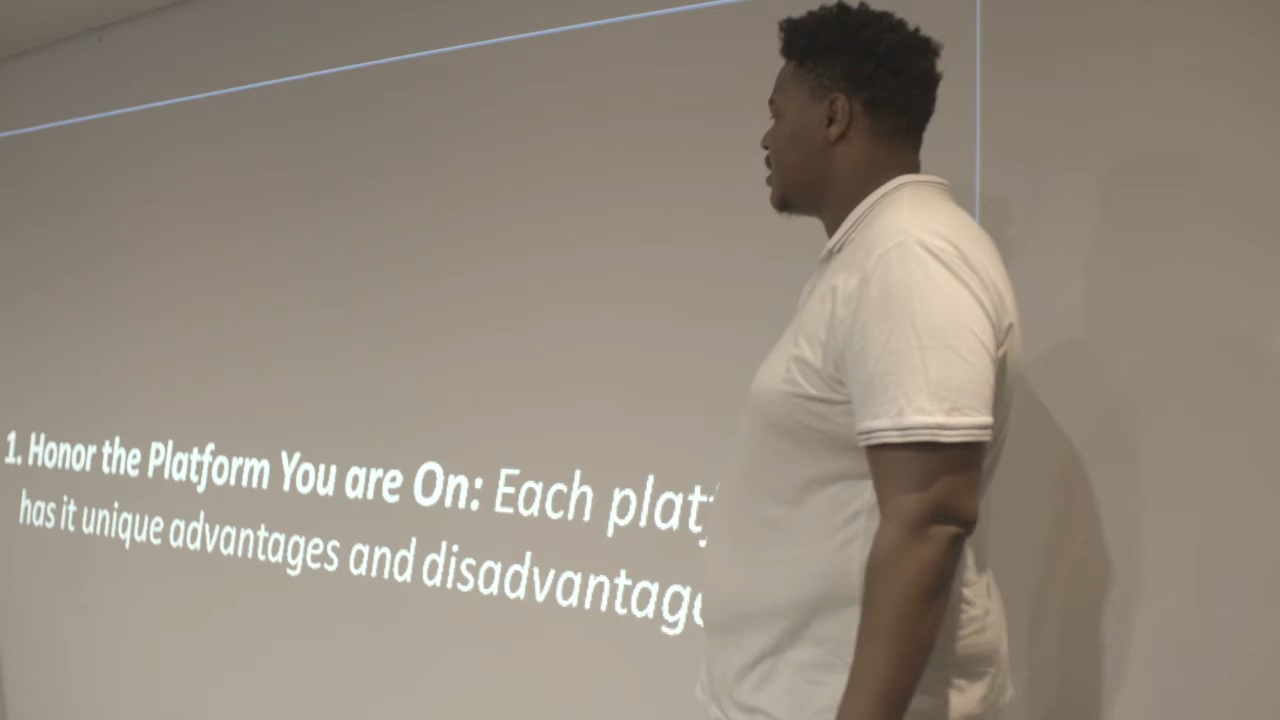 1. Honor the Platform You are On: Each
has it unique advantages and